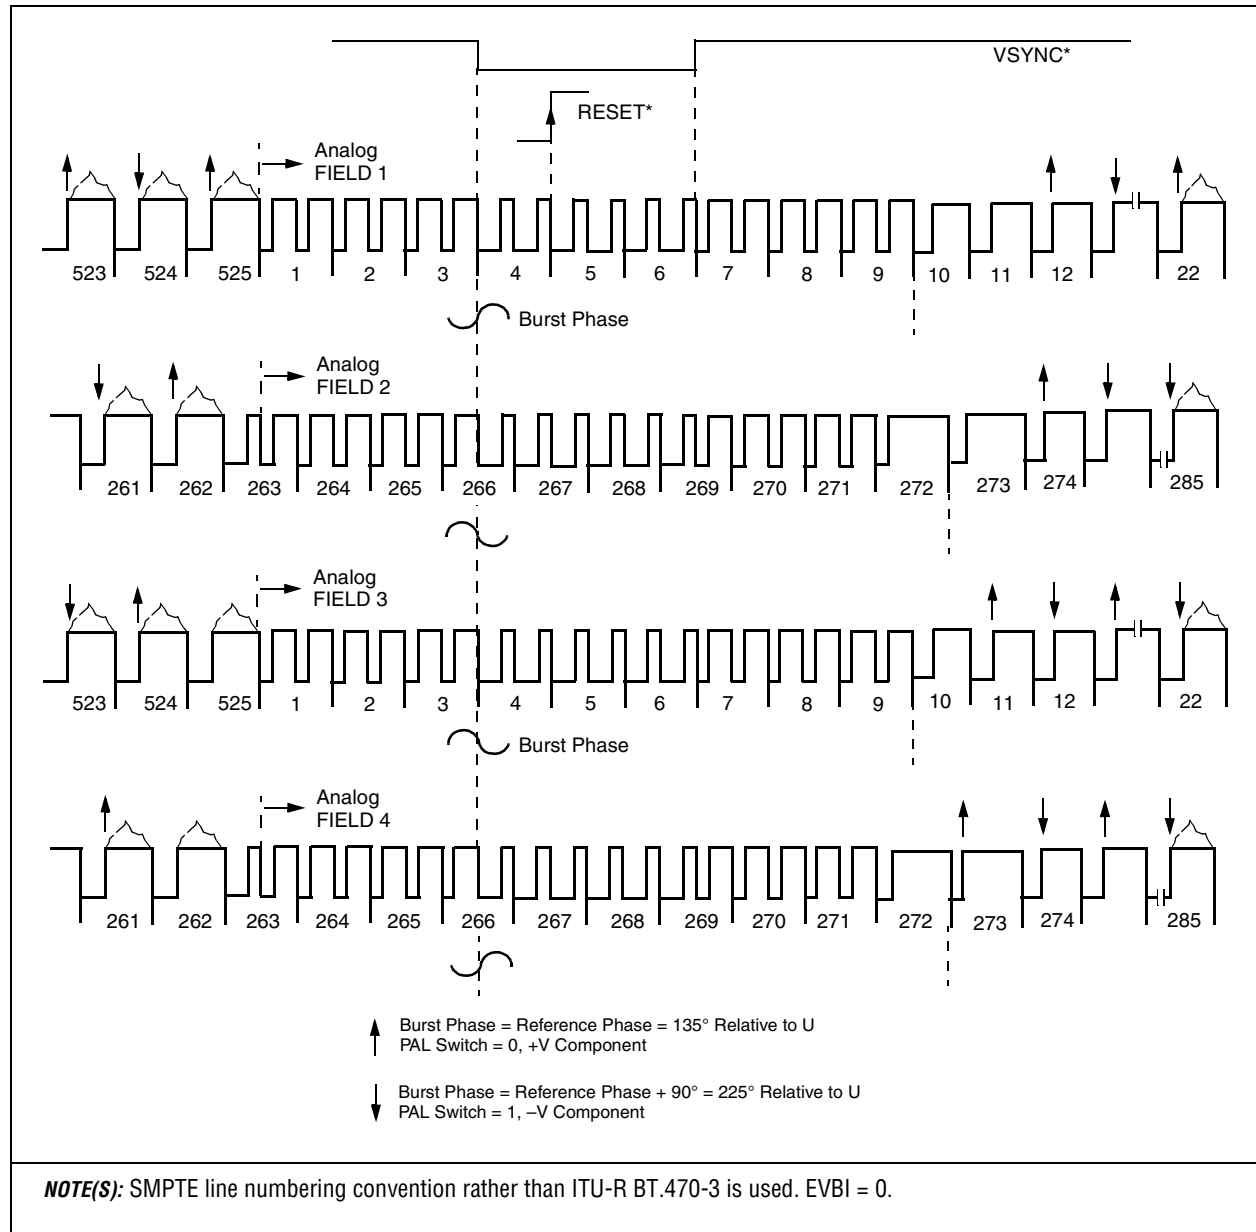 VSYNC*
RESET*
Analog
FIELD 1
523 524 525 1 2 3 4 5 6 7 8 9 10 11 12 22
Burst Phase
Analog
FIELD 2
261 262 263 264 265 266 267 268 269 270 271 272 273 274 285
Analog
FIELD 3
523 524 525 1 2 3 4 5 6 7 8 9 10 11 12 22
Burst Phase
Analog
FIELD 4
261 262 263 264 265 266 267 268 269 270 271 272 273 274 285
Burst Phase = Reference Phase = 135° Relative to U
PAL Switch = 0, +V Component
Burst Phase = Reference Phase + 90° = 225° Relative to U
PAL Switch = 1, –V Component
NOTE(S): SMPTE line numbering convention rather than ITU-R BT.470-3 is used. EVBI = 0.